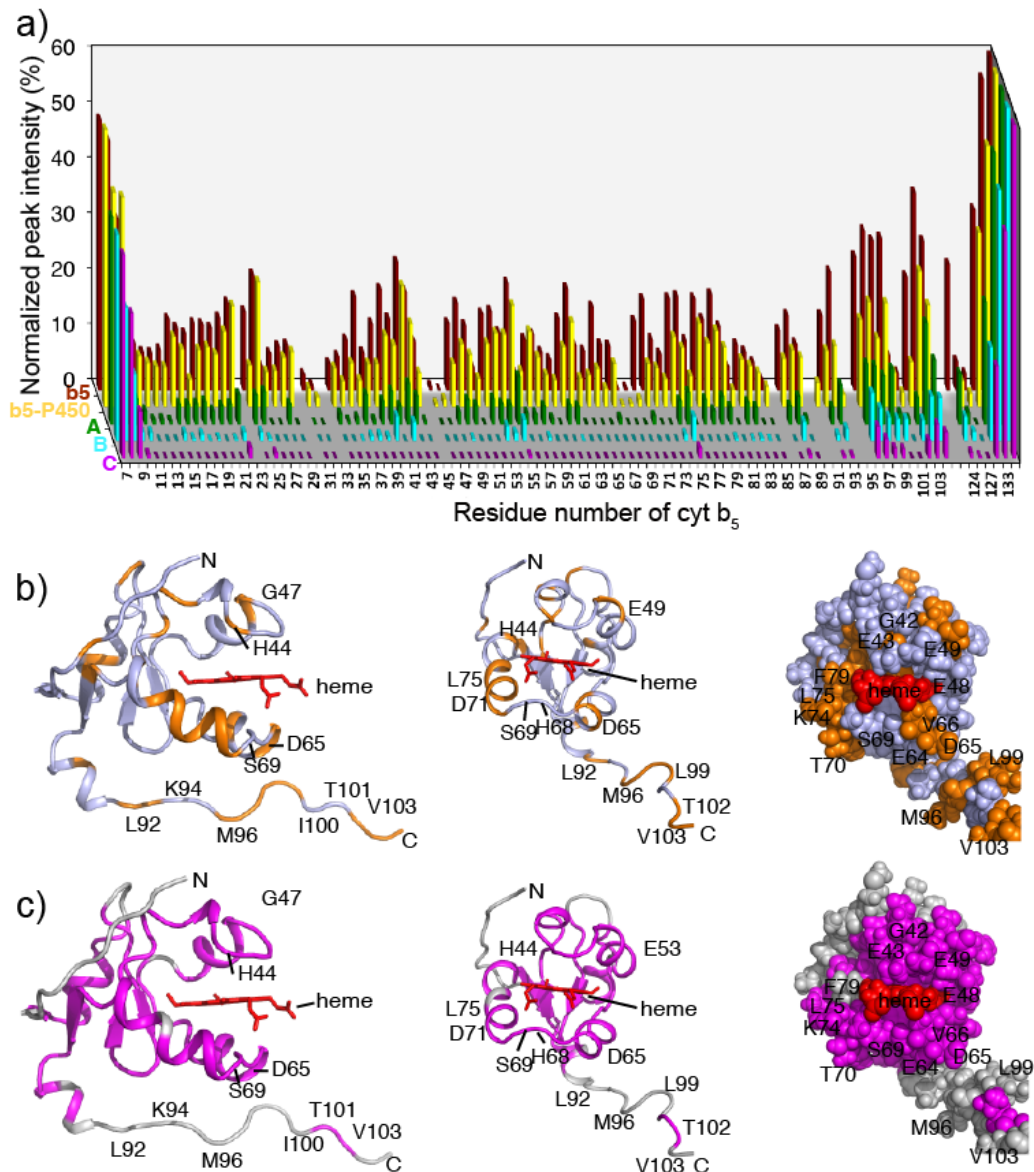 a)
Normalized peak intensity (%)
60
50
40
30
20
10
0
b5
b5-P450
A
B
C
7 9 11 13 15 17 19 21 23 25 27 29 31 33 35 37 39 41 43 45 47 49 51 53 55 57 59 61 63 65 67 69 71 73 75 77 79 81 83 85 87 89 91 93 95 97 99 101 103 124 127 133
Residue number of cyt b5
b)
N
G47
H44
heme
D65
S69
K94
L92
M96
T101
I100
V103
C
N
E49
H44
L75
D71
heme
S69
H68
D65
L92
L99
M96
T102
V103
C
G42
E43
E49
F79
heme
E48
L75
K74
V66
S69
D65
T70
E64
L99
M96
V103
c)
N
G47
H44
heme
D65
S69
K94
L92
M96
T101
I100
V103
C
N
H44
E53
L75
D71
heme
S69
H68
D65
L92
L99
M96
T102
V103
C
G42
E43
E49
F79
heme
E48
L75
K74
V66
S69
D65
T70
E64
L99
M96
V103